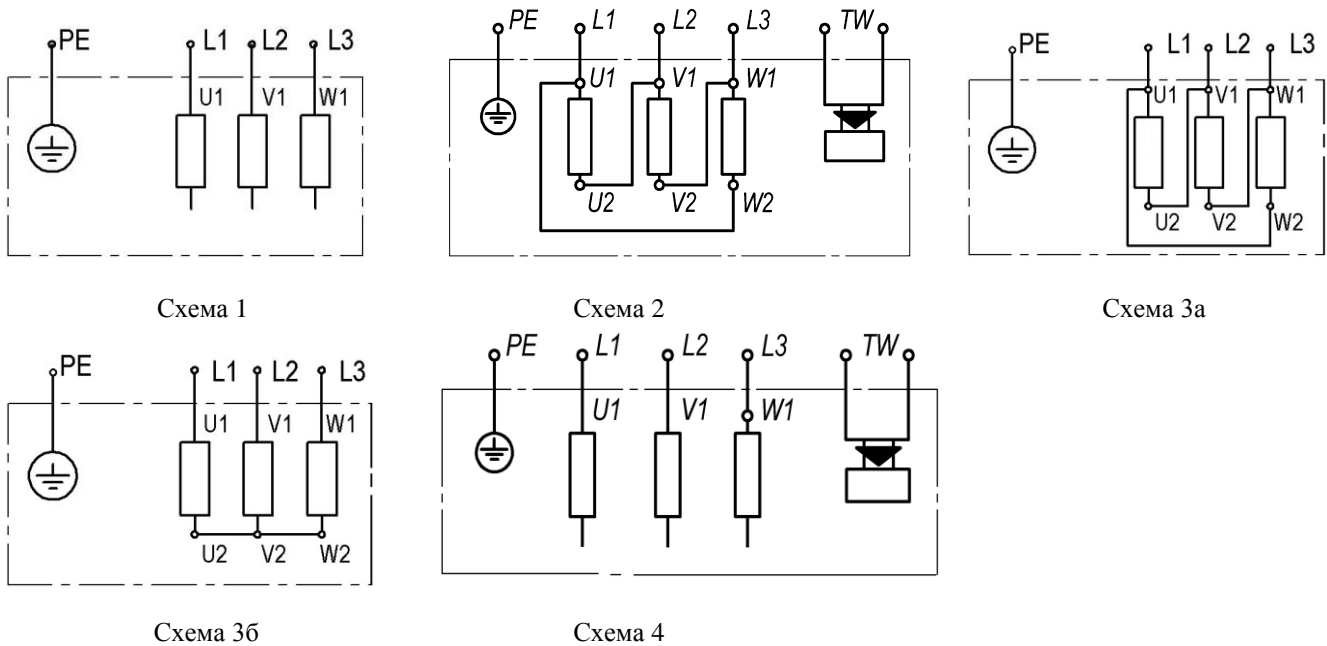 PE L1 L2 L3
U1 V1 W1
Схема 1
PE L1 L2 L3 TW
U1 V1 W1
U2 V2 W2
Схема 2
PE L1 L2 L3
U1 V1 W1
U2 V2 W2
Схема 3а
PE L1 L2 L3
U1 V1 W1
U2 V2 W2
Схема 3б
PE L1 L2 L3 TW
U1 V1 W1
Схема 4